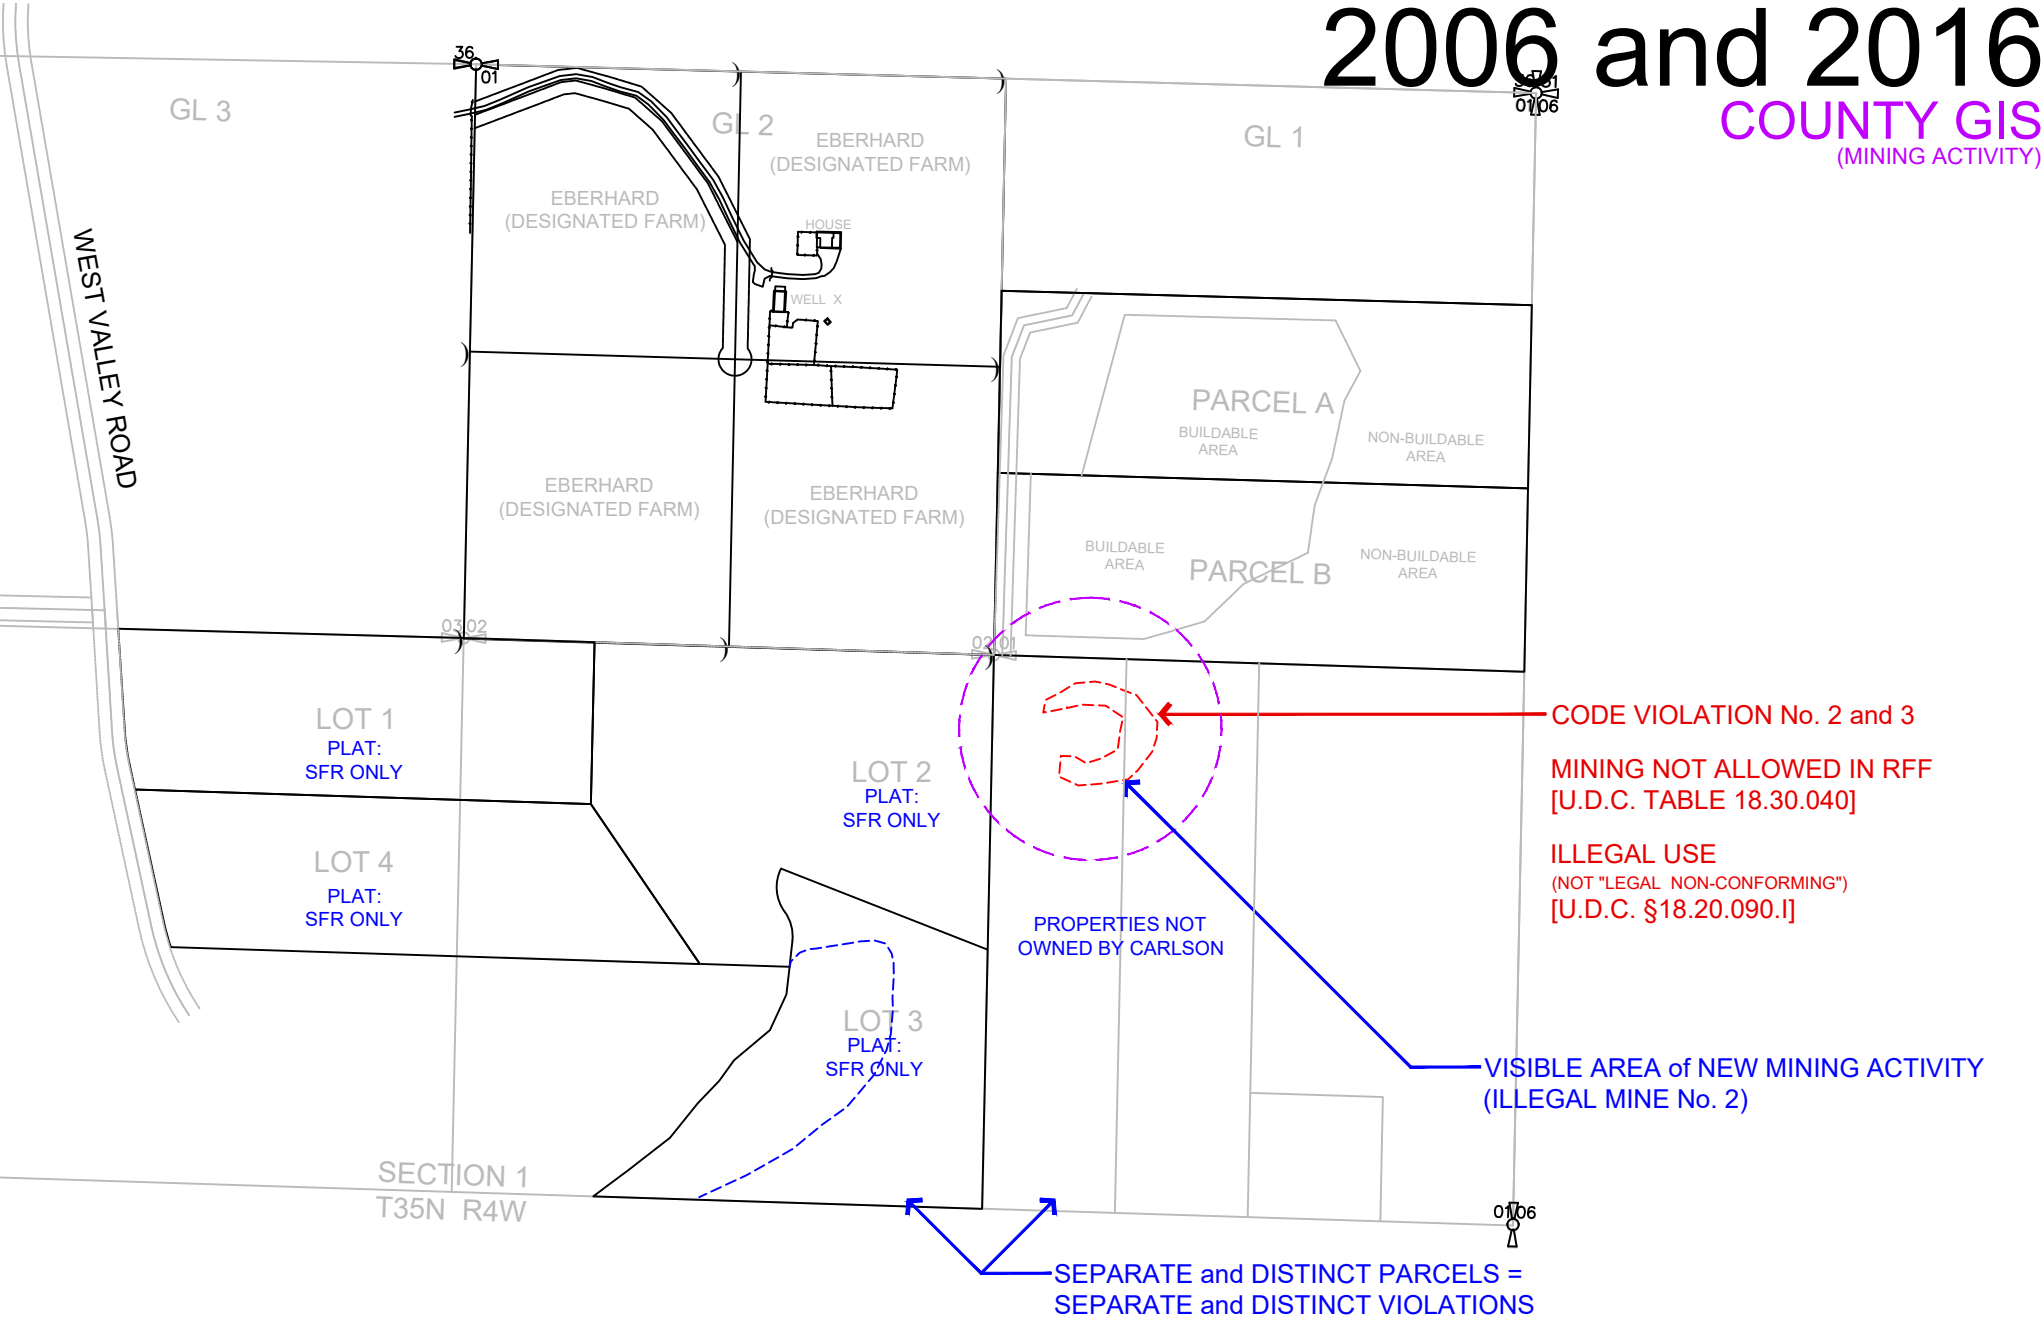 2006 and 2016
COUNTY GIS
(MINING ACTIVITY)
36
01
01/06
GL 3
GL 2
GL 1
EBERHARD
(DESIGNATED FARM)
EBERHARD
(DESIGNATED FARM)
HOUSE
WELL X
WEST VALLEY ROAD
PARCEL A
BUILDABLE
AREA
NON-BUILDABLE
AREA
EBERHARD
(DESIGNATED FARM)
EBERHARD
(DESIGNATED FARM)
BUILDABLE
AREA
PARCEL B
NON-BUILDABLE
AREA
03 02
02 01
LOT 1
PLAT:
SFR ONLY
LOT 2
PLAT:
SFR ONLY
CODE VIOLATION No. 2 and 3
MINING NOT ALLOWED IN RFF
[U.D.C. TABLE 18.30.040]
ILLEGAL USE
(NOT "LEGAL NON-CONFORMING")
[U.D.C. §18.20.090.I]
LOT 4
PLAT:
SFR ONLY
PROPERTIES NOT
OWNED BY CARLSON
LOT 3
PLAT:
SFR ONLY
VISIBLE AREA of NEW MINING ACTIVITY
(ILLEGAL MINE No. 2)
SECTION 1
T35N R4W
01/06
SEPARATE and DISTINCT PARCELS =
SEPARATE and DISTINCT VIOLATIONS